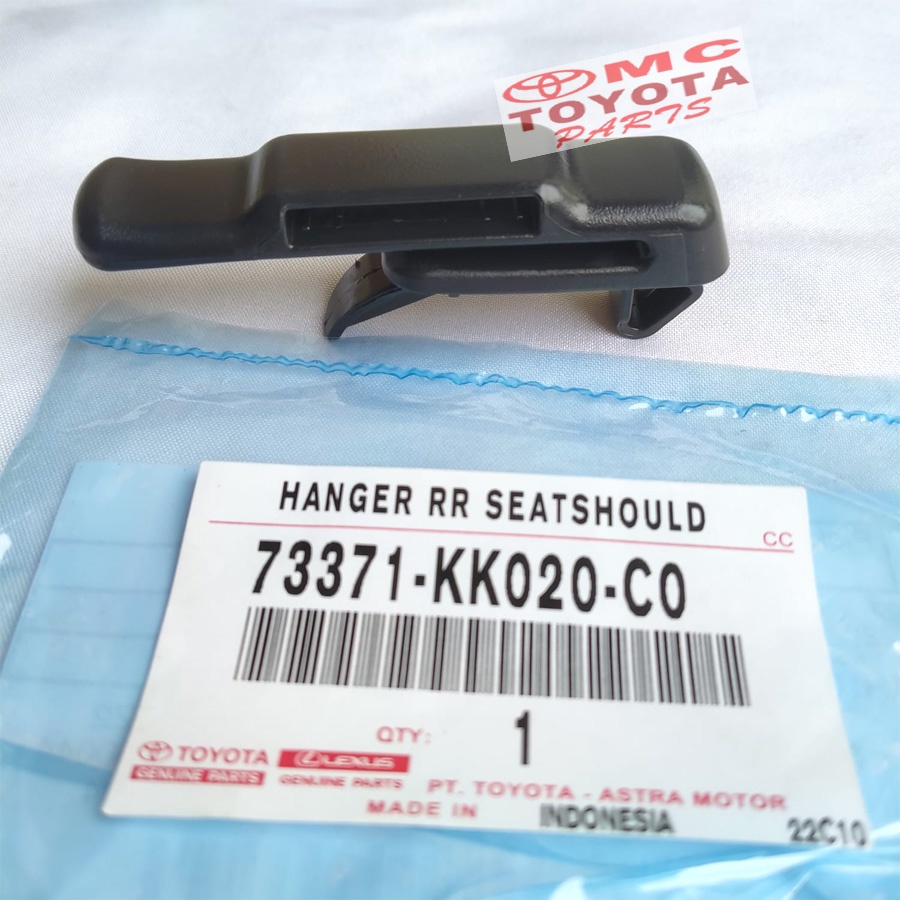 MC
TOYOTA
PARTS
HANGER RR SEATSHOULD
CC
73371-KK020-C0
QTY: 1
TOYOTA
GENUINE PARTS
LEXUS
GENUINE PARTS
PT. TOYOTA - ASTRA MOTOR
MADE IN INDONESIA
22C10